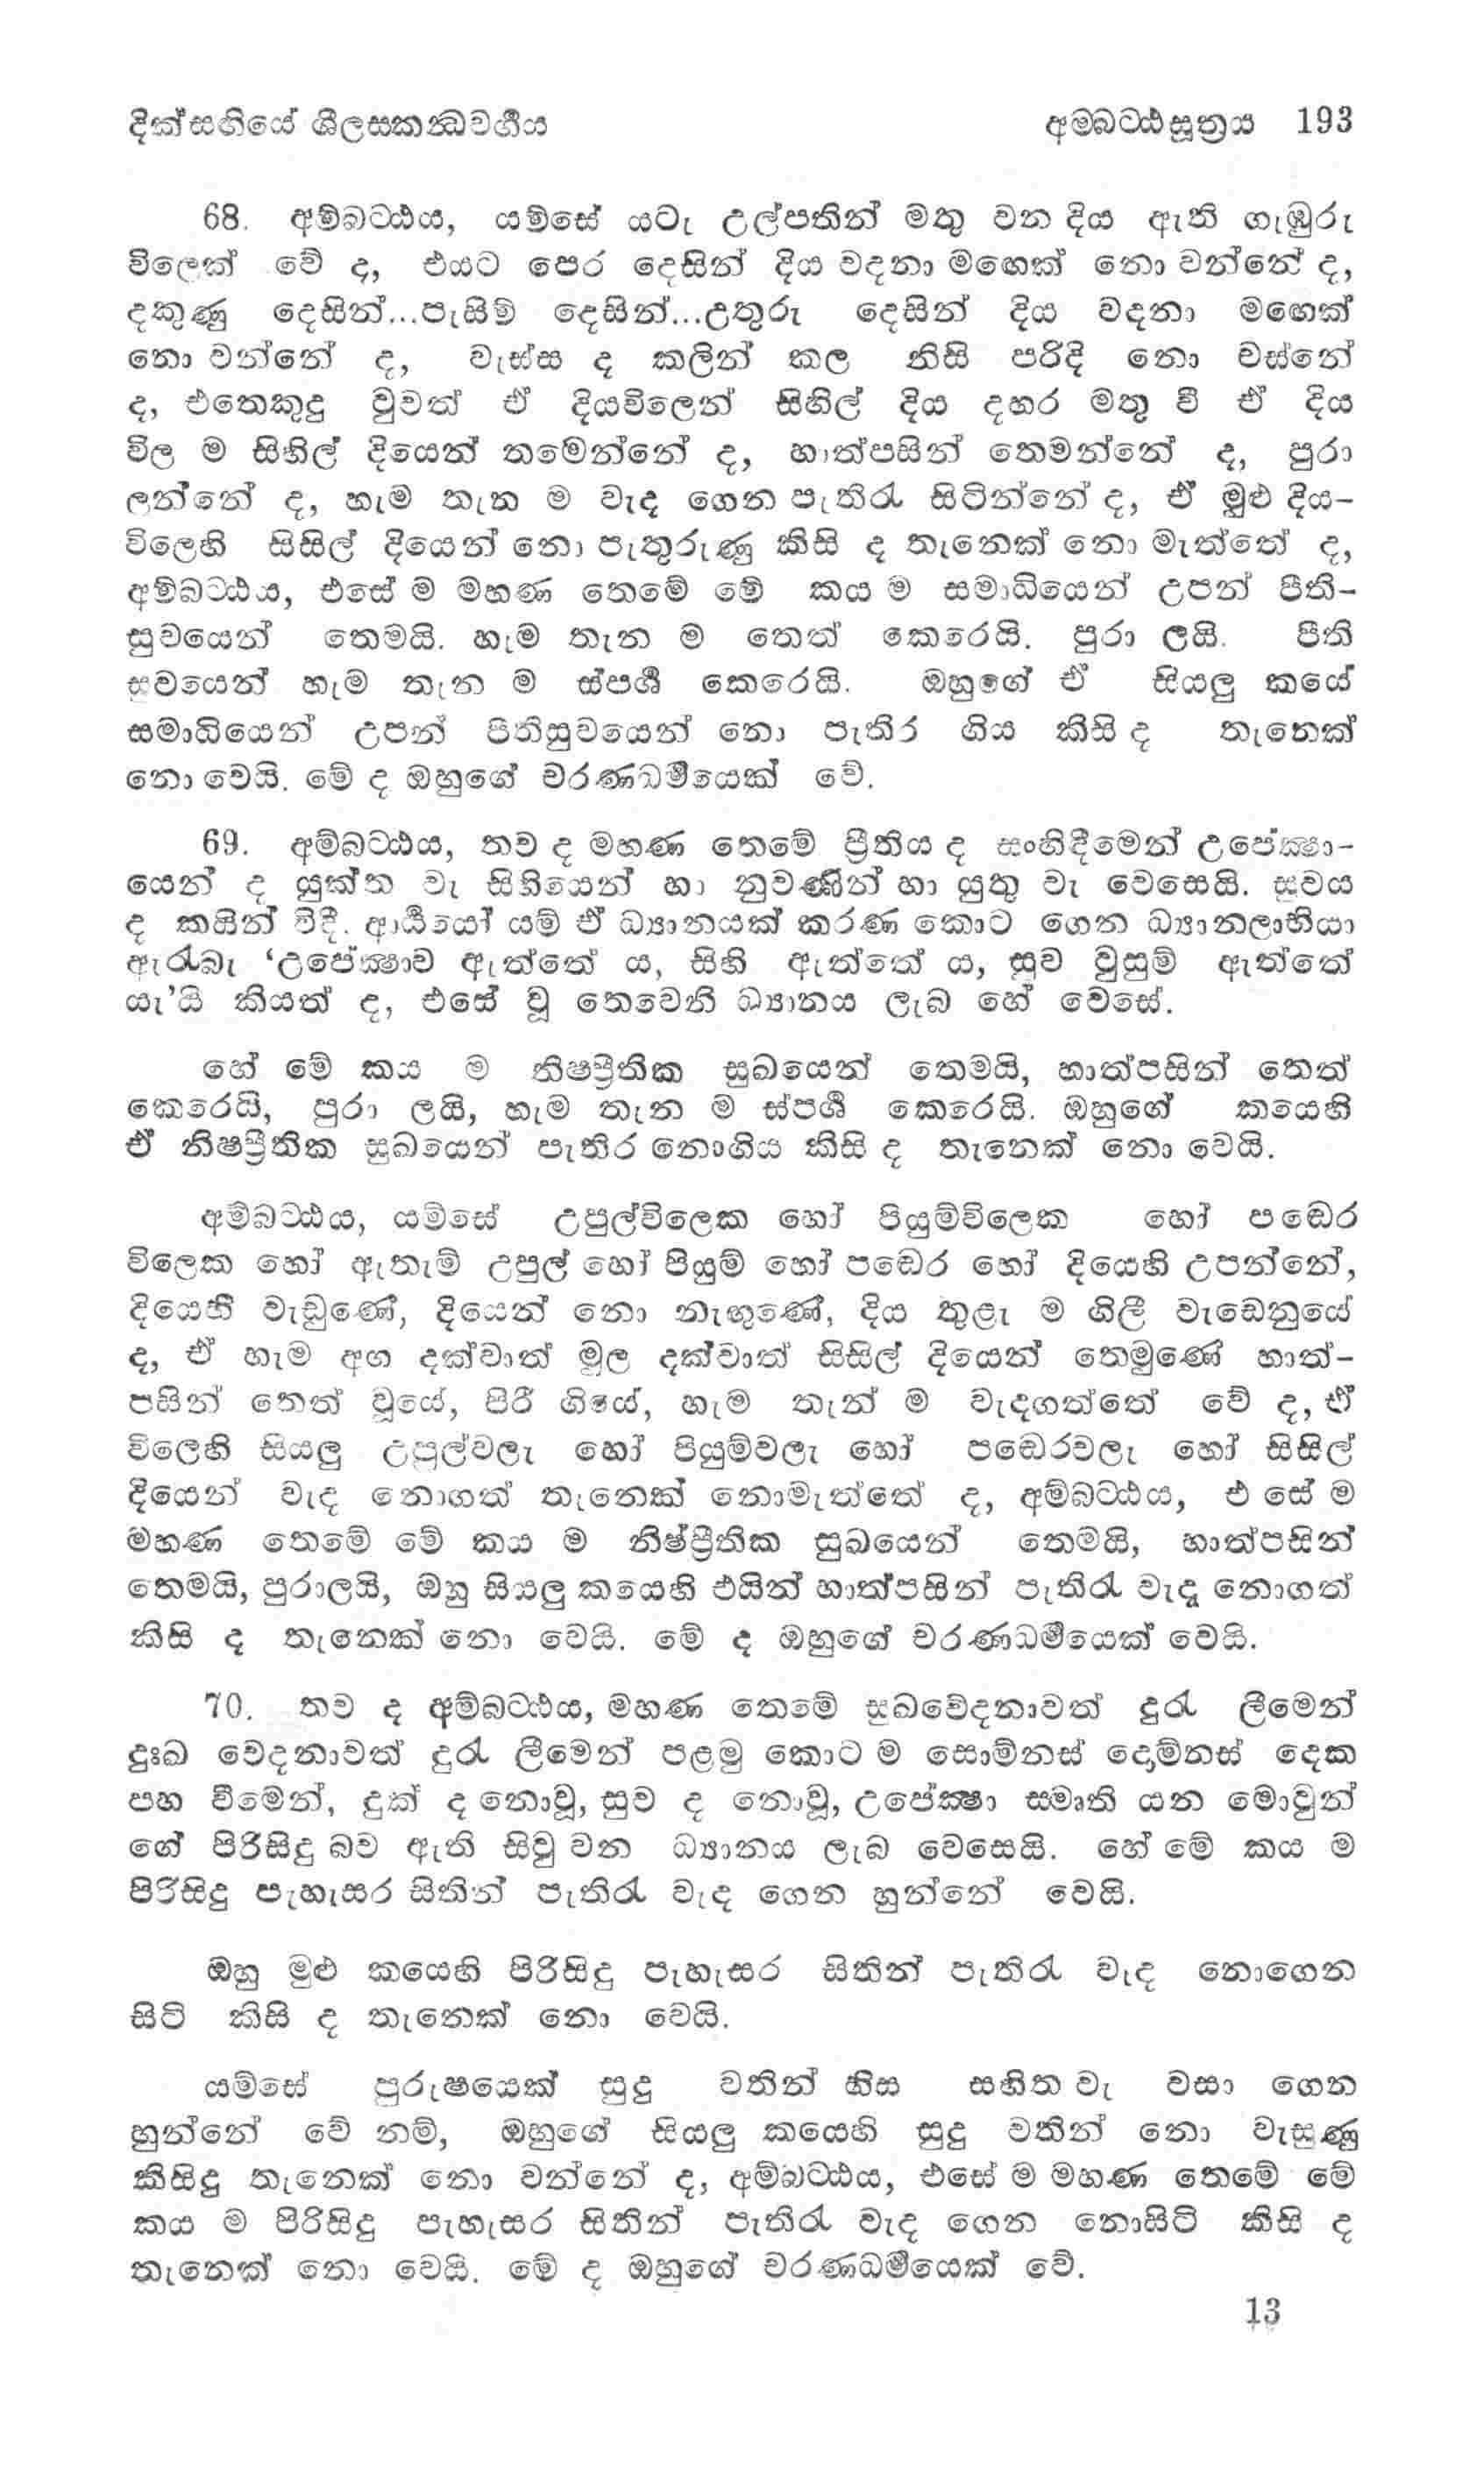 දික්සඟියේ ශීලසකන්‍ධවර්‍ගය අම්බට්ඨසූත්‍රය 193
68. අම්බට්ඨය, යම්සේ යටැ උල්පතින් මතු වන දිය ඇති ගැඹුරු
විලෙක් වේ ද, එයට පෙර දෙසින් දිය වදනා මඟෙක් නො වන්නේ ද,
දකුණු දෙසින්...පැසිම් දෙසින්...උතුරු දෙසින් දිය වදනා මඟෙක්
නො වන්නේ ද, වැස්ස ද කලින් කල නිසි පරිදි නො වස්නේ
ද, එතෙකුදු වුවත් ඒ දියවිලෙන් සිහිල් දිය දහර මතු වී ඒ දිය
විල ම සිහිල් දියෙන් තමේන්නේ ද, හාත්පසින් තෙමන්නේ ද, පුරා
ලන්නේ ද, හැම තැන ම වැද ගෙන පැතිරැ සිටින්නේ ද, ඒ මුළු දිය-
විලෙහි සිසිල් දියෙන් නො පැතුරුණු කිසි ද තැනෙක් නො මැත්තේ ද,
අම්බට්ඨය, එසේ ම මහණ තෙමේ මේ කය ම සමාධියෙන් උපන් පීති-
සුවයෙන් තෙමයි. හැම තැන ම තෙත් කෙරෙයි. පුරා ලයි. පීති
සුවයෙන් හැම තැන ම ස්පර්‍ශ කෙරෙයි. ඔහුගේ ඒ සියලු කයේ
සමාධියෙන් උපන් පීතිසුවයෙන් නො පැතිර ගිය කිසි ද තැනෙක්
නො වෙයි. මේ ද ඔහුගේ චරණධර්‍මයෙක් වේ.
69. අම්බට්ඨය, තව ද මහණ තෙමේ ප්‍රීතිය ද සංහිඳීමෙන් උපේක්‍ෂා-
යෙන් ද යුක්ත වැ සිහියෙන් හා නුවණින් හා යුතු වැ වෙසෙයි. සුවය
ද කයින් විදී. ආර්‍ය්‍යයෝ යම් ඒ ධ්‍යානයක් කරණ කොට ගෙන ධ්‍යානලාභියා
ඇරැබැ ‘උපේක්‍ෂාව ඇත්තේ ය, සිහි ඇත්තේ ය, සුව වුසුම් ඇත්තේ
යැ’යි කියත් ද, එසේ වූ තෙවෙනි ධ්‍යානය ලැබ හේ වෙසේ.
හේ මේ කය ම නිෂප්‍රීතික සුඛයෙන් තෙමයි, හාත්පසින් තෙත්
කෙරෙයි, පුරා ලයි, හැම තැන ම ස්පර්‍ශ කෙරෙයි. ඔහුගේ කයෙහි
ඒ නිෂප්‍රීතික සුඛයෙන් පැතිර නොගිය කිසි ද තැනෙක් නො වෙයි.
අම්බට්ඨය, යම්සේ උපුල්විලෙක හෝ පියුම්විලෙක හෝ පඬෙර
විලෙක හෝ ඇතැම් උපුල් හෝ පියුම් හෝ පඬෙර හෝ දියෙහි උපන්නේ,
දියෙහි වැඩුණේ, දියෙන් නො නැඟුණේ, දිය තුළැ ම ගිලී වැඩෙනුයේ
ද, ඒ හැම අග දක්වාත් මුල දක්වාත් සිසිල් දියෙන් තෙමුණේ හාත්-
පසින් තෙත් වූයේ, පිරී ගියේ, හැම තැන් ම වැදගත්තේ වේ ද, ඒ
විලෙහි සියලු උපුල්වලැ හෝ පියුම්වලැ හෝ පඬෙරවලැ හෝ සිසිල්
දියෙන් වැද නොගත් තැනෙක් නොමැත්තේ ද, අම්බට්ඨය, එ සේ ම
මහණ තෙමේ මේ කය ම නිෂ්ප්‍රීතික සුඛයෙන් තෙමයි, හාත්පසින්
තෙමයි, පුරාලයි, ඔහු සියලු කයෙහි එයින් හාත්පසින් පැතිරැ වැද නොගත්
කිසි ද තැනෙක් නො වෙයි. මේ ද ඔහුගේ චරණධර්‍මයෙක් වෙයි.
70. තව ද අම්බට්ඨය, මහණ තෙමේ සුඛවේදනාවත් දුරැ ලීමෙන්
දුඃඛ වෙදනාවත් දුරැ ලීමෙන් පළමු කොට ම සොම්නස් දොම්නස් දෙක
පහ වීමෙන්, දුක් ද නොවූ, සුව ද නොවූ, උපේක්‍ෂා සමෘති යන මොවුන්
ගේ පිරිසිදු බව ඇති සිවු වන ධ්‍යානය ලැබ වෙසෙයි. හේ මේ කය ම
පිරිසිදු පැහැසර සිතින් පැතිරැ වැද ගෙන හුන්නේ වෙයි.
ඔහු මුළු කයෙහි පිරිසිදු පැහැසර සිතින් පැතිරැ වැද නොගෙන
සිටි කිසි ද තැනෙක් නො වෙයි.
යම්සේ පුරුෂයෙක් සුදු වතින් හිස සහිත වැ වසා ගෙන
හුන්නේ වේ නම්, ඔහුගේ සියලු කයෙහි සුදු වතින් නො වැසුණු
කිසිදු තැනෙක් නො වන්නේ ද, අම්බට්ඨය, එසේ ම මහණ තෙමේ මේ
කය ම පිරිසිදු පැහැසර සිතින් පැතිරැ වැද ගෙන නොසිටි කිසි ද
තැනෙක් නො වෙයි. මේ ද ඔහුගේ චරණධර්‍මයෙක් වේ.
13